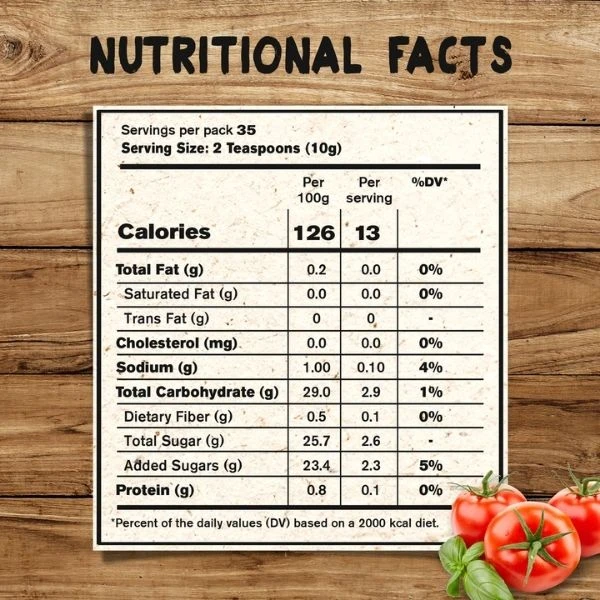 NUTRITIONAL FACTS
Servings per pack 35
Serving Size: 2 Teaspoons (10g)
Per 100g Per serving %DV*
Calories 126 13
Total Fat (g) 0.2 0.0 0%
Saturated Fat (g) 0.0 0.0 0%
Trans Fat (g) 0 0 -
Cholesterol (mg) 0.0 0.0 0%
Sodium (g) 1.00 0.10 4%
Total Carbohydrate (g) 29.0 2.9 1%
Dietary Fiber (g) 0.5 0.1 0%
Total Sugar (g) 25.7 2.6 -
Added Sugars (g) 23.4 2.3 5%
Protein (g) 0.8 0.1 0%
*Percent of the daily values (DV) based on a 2000 kcal diet.